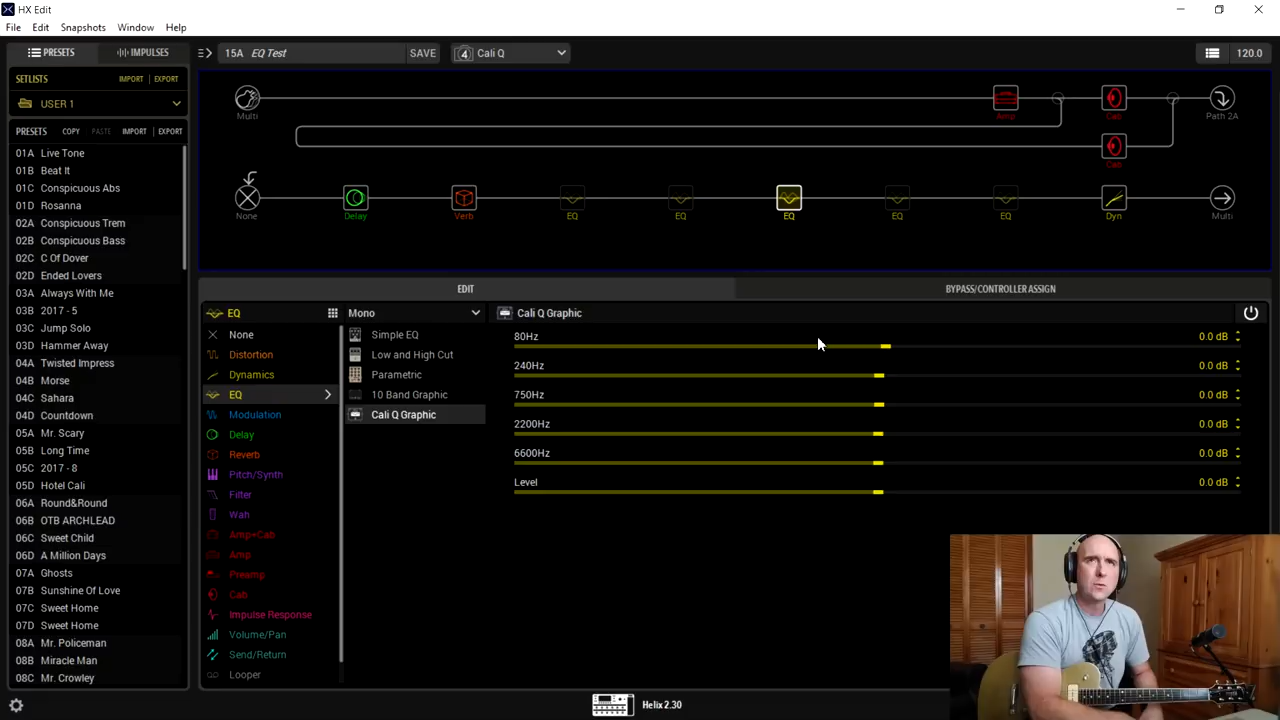 HX Edit
File Edit Snapshots Window Help
PRESETS IMPULSES
15A EQ Test SAVE 4 Cali Q 120.0
SETLISTS IMPORT EXPORT
USER 1
PRESETS COPY PASTE IMPORT EXPORT
01A Live Tone
01B Beat It
01C Conspicuous Abs
01D Rosanna
02A Conspicuous Trem
02B Conspicuous Bass
02C C Of Dover
02D Ended Lovers
03A Always With Me
03B 2017 - 5
03C Jump Solo
03D Hammer Away
04A Twisted Impress
04B Morse
04C Sahara
04D Countdown
05A Mr. Scary
05B Long Time
05C 2017 - 8
05D Hotel Cali
06A Round&Round
06B OTB ARCHLEAD
06C Sweet Child
06D A Million Days
07A Ghosts
07B Sunshine Of Love
07C Sweet Home
07D Sweet Home
08A Mr. Policeman
08B Miracle Man
08C Mr. Crowley
Multi Amp Cab Path 2A
Cab
None Delay Verb EQ EQ EQ EQ EQ Dyn Multi
EDIT BYPASS/CONTROLLER ASSIGN
EQ
None
Distortion
Dynamics
EQ
Modulation
Delay
Reverb
Pitch/Synth
Filter
Wah
Amp+Cab
Amp
Preamp
Cab
Impulse Response
Volume/Pan
Send/Return
Looper
Mono
Simple EQ
Low and High Cut
Parametric
10 Band Graphic
Cali Q Graphic
Cali Q Graphic
80Hz 0.0 dB
240Hz 0.0 dB
750Hz 0.0 dB
2200Hz 0.0 dB
6600Hz 0.0 dB
Level 0.0 dB
Helix 2.30